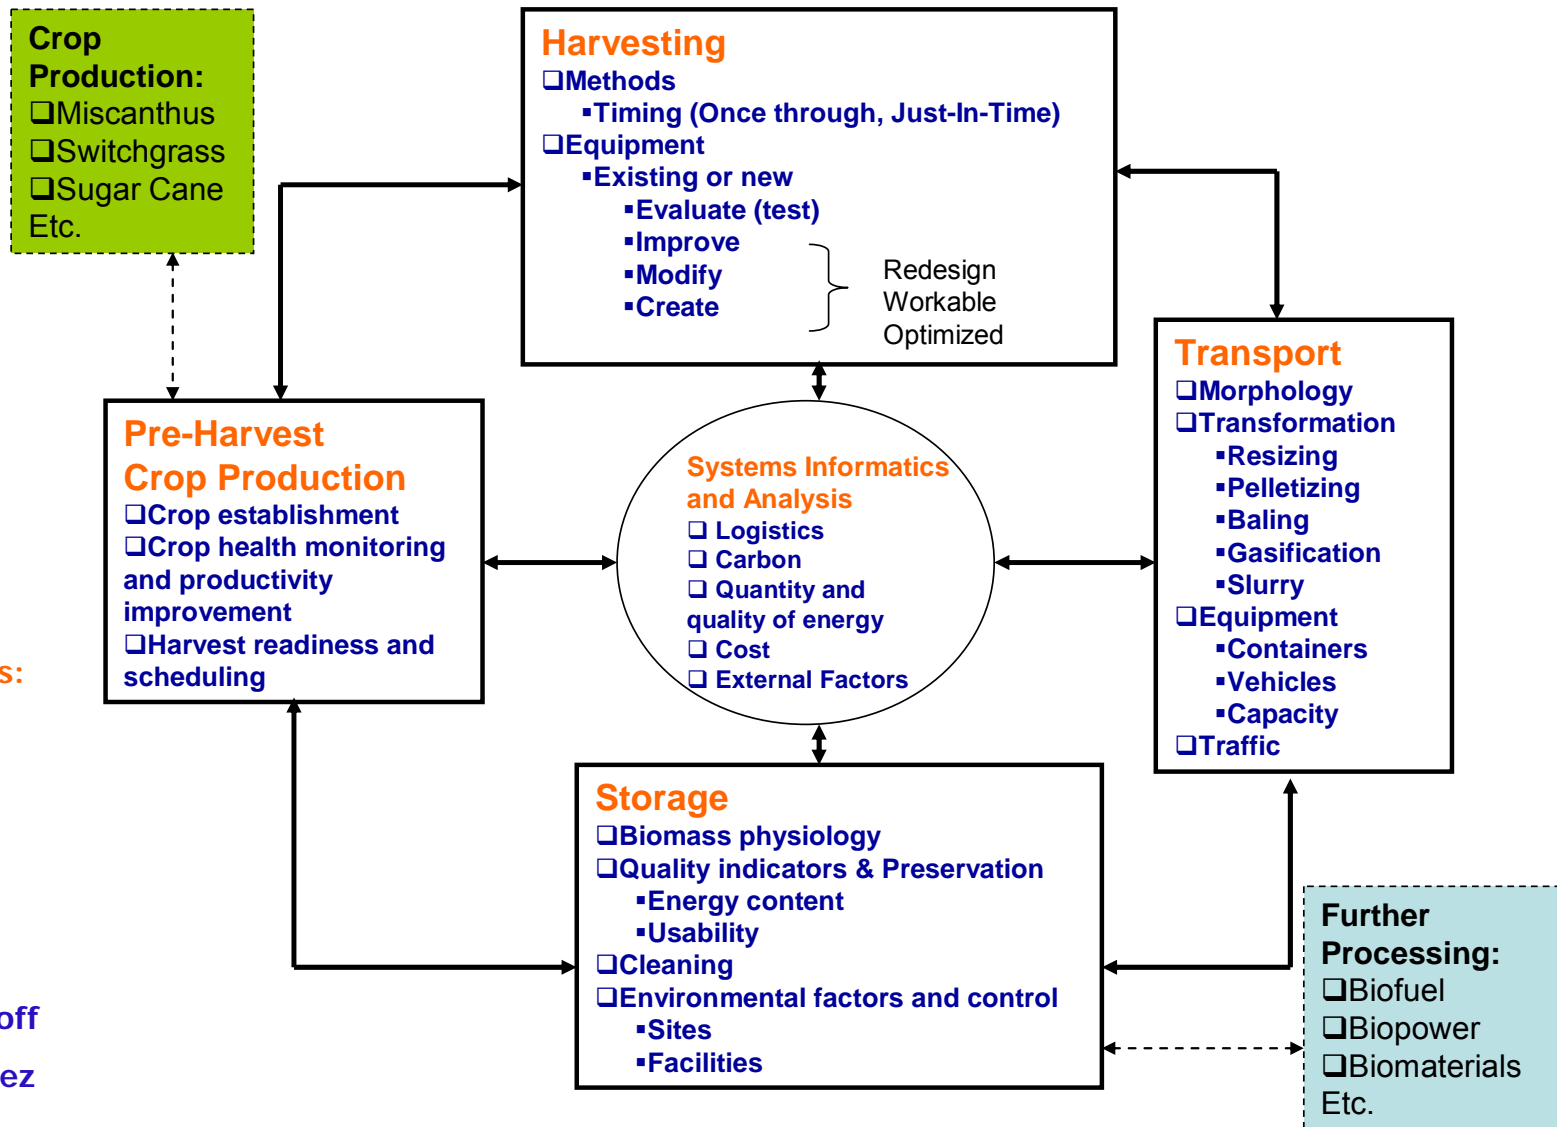 Crop
Production:
❑Miscanthus
❑Switchgrass
❑Sugar Cane
Etc.
Harvesting
❑Methods
▪Timing (Once through, Just-In-Time)
❑Equipment
▪Existing or new
▪Evaluate (test)
▪Improve
▪Modify
▪Create
Redesign
Workable
Optimized
Pre-Harvest
Crop Production
❑Crop establishment
❑Crop health monitoring
and productivity
improvement
❑Harvest readiness and
scheduling
Systems Informatics
and Analysis
❑ Logistics
❑ Carbon
❑ Quantity and
quality of energy
❑ Cost
❑ External Factors
Transport
❑Morphology
❑Transformation
▪Resizing
▪Pelletizing
▪Baling
▪Gasification
▪Slurry
❑Equipment
▪Containers
▪Vehicles
▪Capacity
❑Traffic
s:
off
ez
Storage
❑Biomass physiology
❑Quality indicators & Preservation
▪Energy content
▪Usability
❑Cleaning
❑Environmental factors and control
▪Sites
▪Facilities
Further
Processing:
❑Biofuel
❑Biopower
❑Biomaterials
Etc.